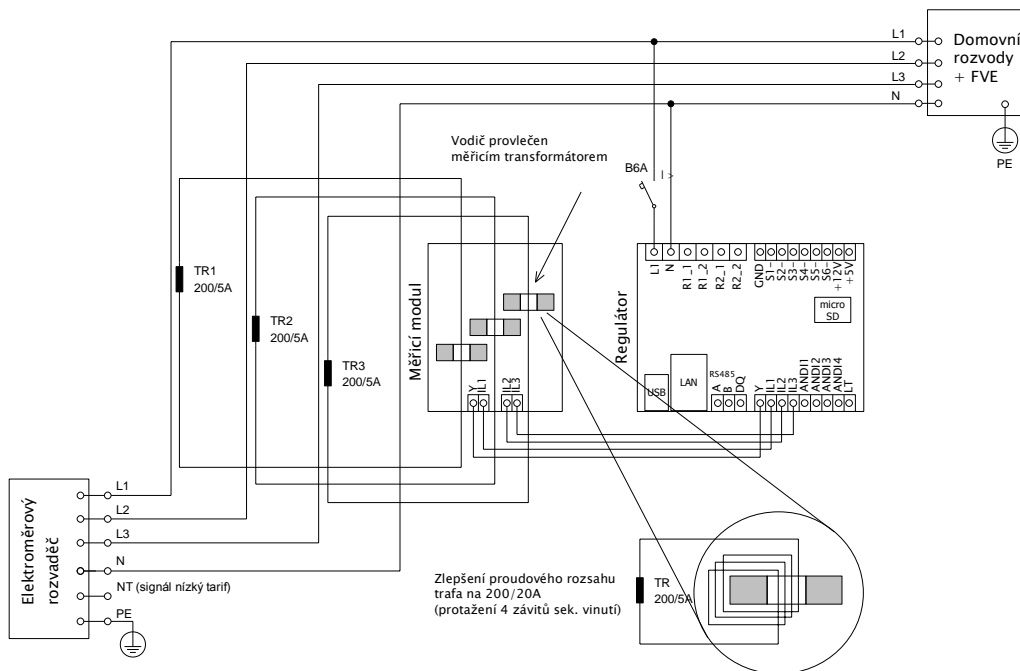 L1
L2
L3
N
Domovní
rozvody
+ FVE
PE
Vodič provlečen
měřicím transformátorem
B6A
I >
TR1
200/5A
TR2
200/5A
TR3
200/5A
Měřicí modul
Y
IL1
IL2
IL3
Regulátor
L1
N
R1_1
R1_2
R2_1
R2_2
GND
S1-
S2-
S3-
S4-
S5-
S6-
+12V
+5V
micro
SD
USB
LAN
RS485
A
B
DQ
Y
IL1
IL2
IL3
ANDI1
ANDI2
ANDI3
ANDI4
LT
Elektroměrový
rozvaděč
L1
L2
L3
N
NT (signál nízký tarif)
PE
Zlepšení proudového rozsahu
trafa na 200/20A
(protažení 4 závitů sek. vinutí)
TR
200/5A